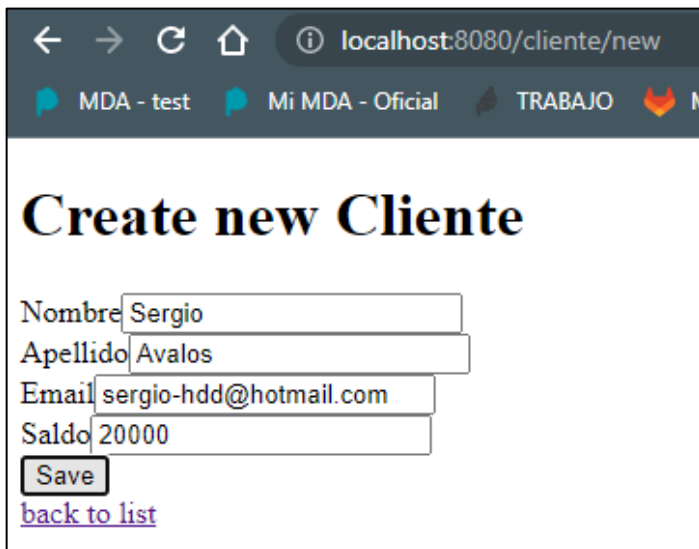 localhost:8080/cliente/new
MDA - test Mi MDA - Oficial TRABAJO
Create new Cliente
Nombre Sergio
Apellido Avalos
Email sergio-hdd@hotmail.com
Saldo 20000
Save
back to list